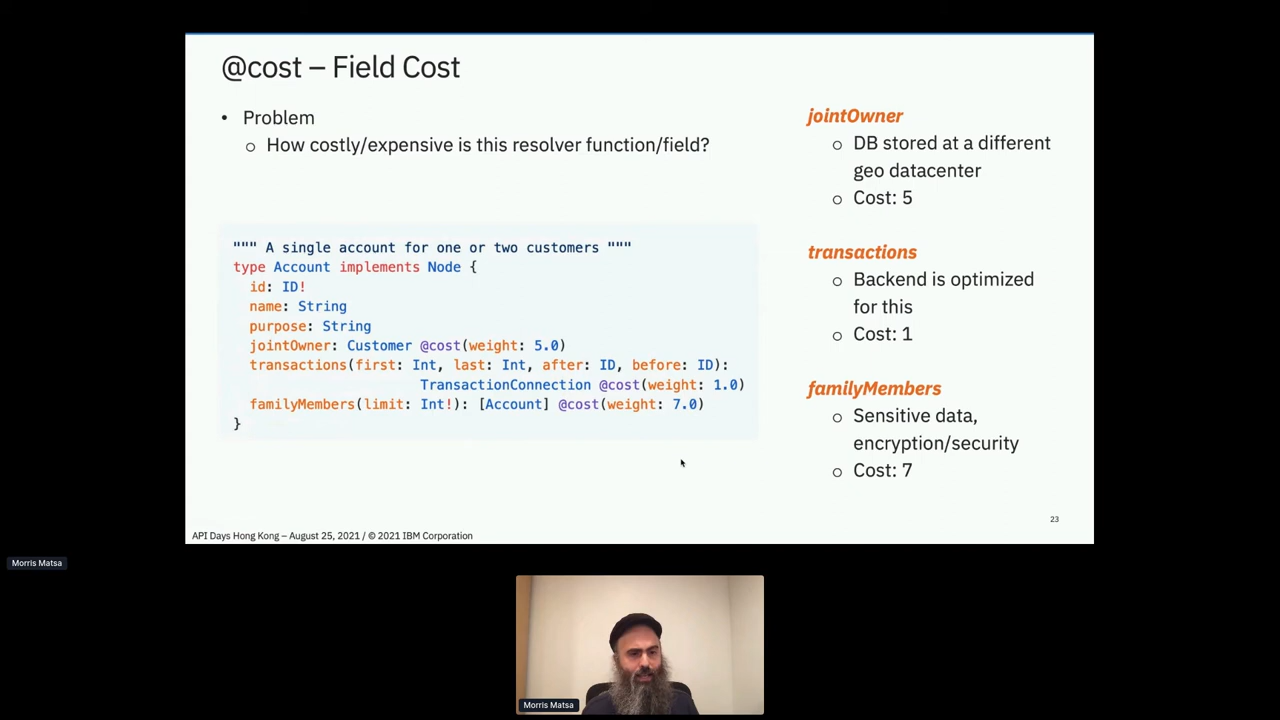 @cost – Field Cost
• Problem
o How costly/expensive is this resolver function/field?
""" A single account for one or two customers """
type Account implements Node {
id: ID!
name: String
purpose: String
jointOwner: Customer @cost(weight: 5.0)
transactions(first: Int, last: Int, after: ID, before: ID):
TransactionConnection @cost(weight: 1.0)
familyMembers(limit: Int!): [Account] @cost(weight: 7.0)
}
jointOwner
o DB stored at a different
geo datacenter
o Cost: 5
transactions
o Backend is optimized
for this
o Cost: 1
familyMembers
o Sensitive data,
encryption/security
o Cost: 7
23
API Days Hong Kong – August 25, 2021 / © 2021 IBM Corporation
Morris Matsa
Morris Matsa